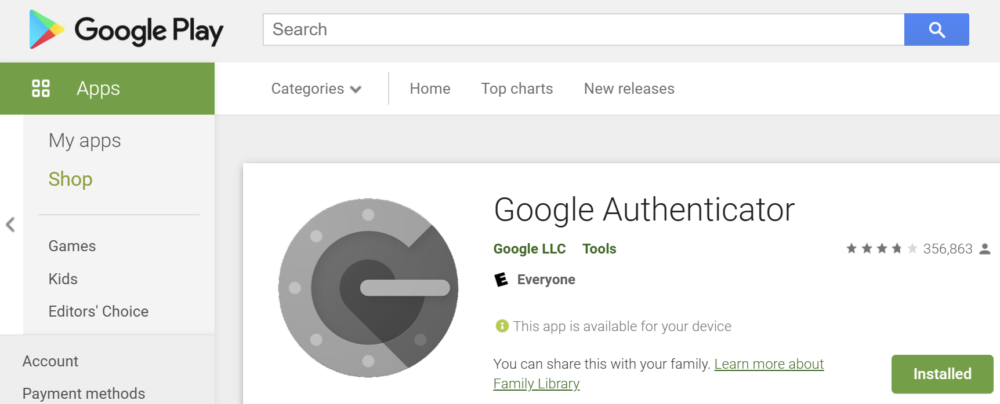 Google Play
Search
Apps
Categories
Home
Top charts
New releases
My apps
Shop
Games
Kids
Editors' Choice
Account
Payment methods
Google Authenticator
Google LLC Tools
356,863
E Everyone
This app is available for your device
You can share this with your family. Learn more about
Family Library
Installed